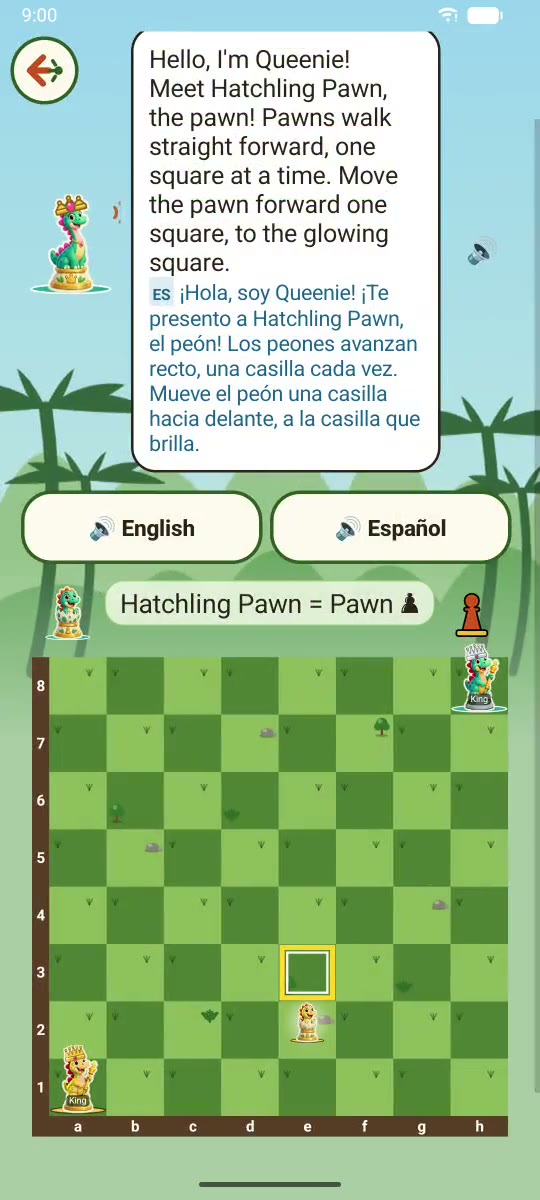 9:00
Hello, I'm Queenie!
Meet Hatchling Pawn,
the pawn! Pawns walk
straight forward, one
square at a time. Move
the pawn forward one
square, to the glowing
square.
ES ¡Hola, soy Queenie! ¡Te
presento a Hatchling Pawn,
el peón! Los peones avanzan
recto, una casilla cada vez.
Mueve el peón una casilla
hacia delante, a la casilla que
brilla.
English
Español
Hatchling Pawn = Pawn ♟
8
King
7
6
5
4
3
2
1
King
a b c d e f g h